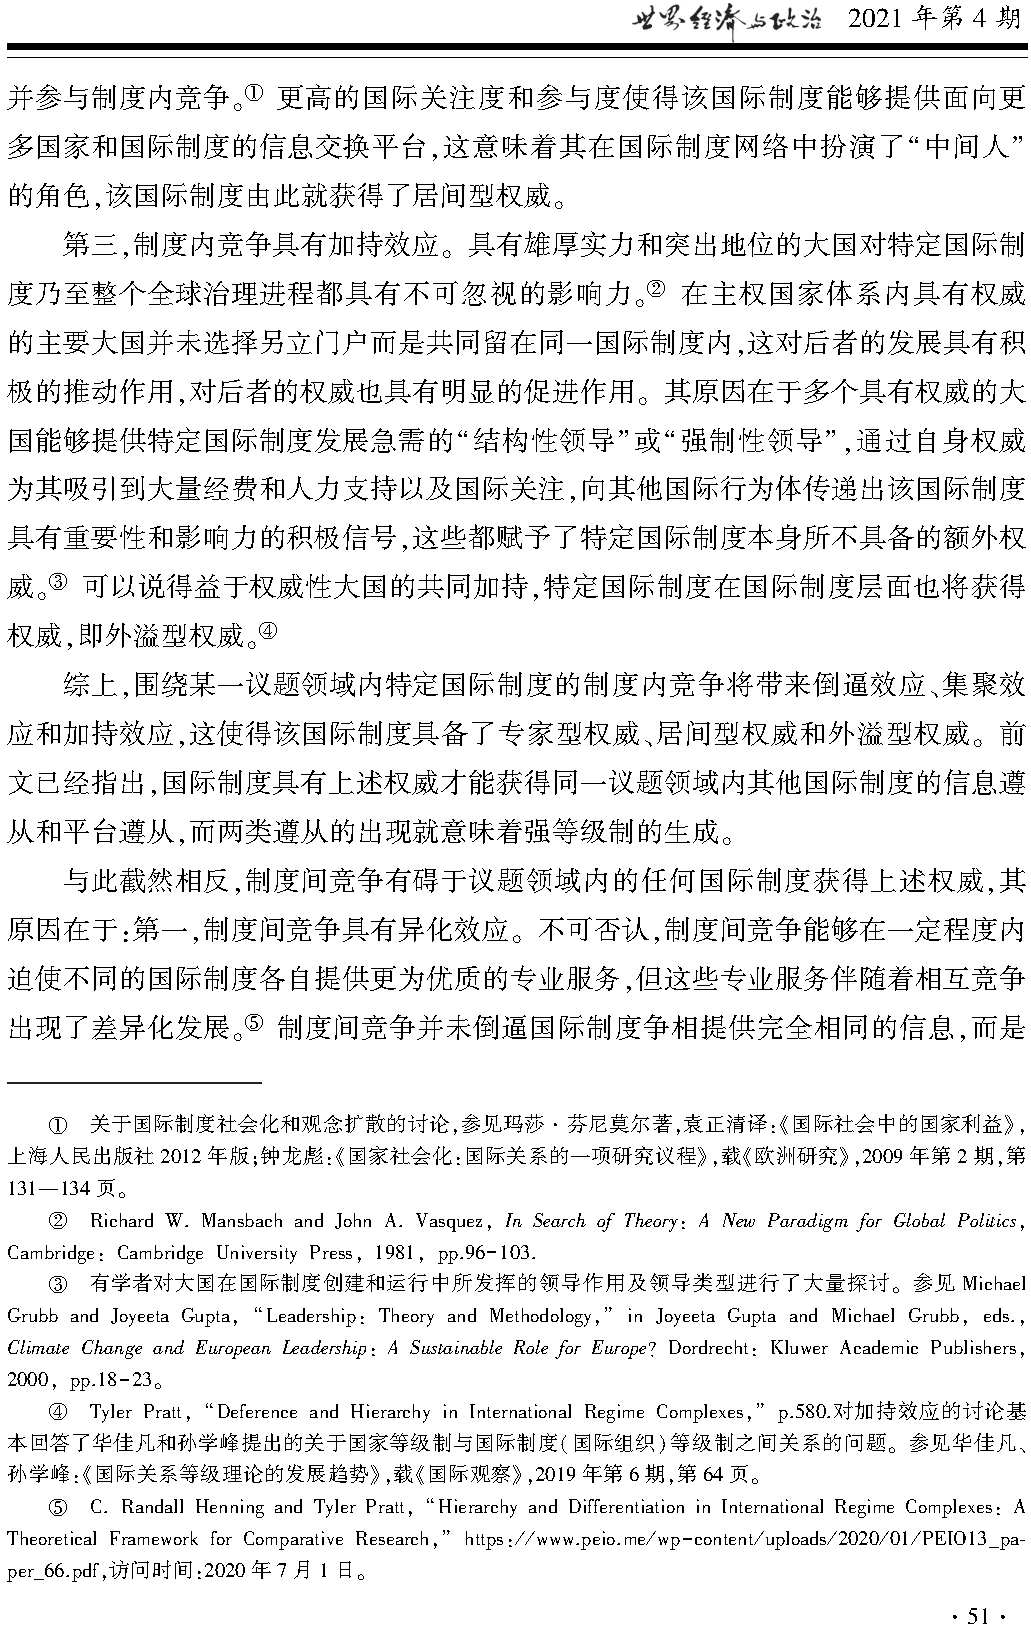 世界经济与政治 2021 年第 4 期
并参与制度内竞争。① 更高的国际关注度和参与度使得该国际制度能够提供面向更
多国家和国际制度的信息交换平台,这意味着其在国际制度网络中扮演了“中间人”
的角色,该国际制度由此就获得了居间型权威。
第三,制度内竞争具有加持效应。具有雄厚实力和突出地位的大国对特定国际制
度乃至整个全球治理进程都具有不可忽视的影响力。② 在主权国家体系内具有权威
的主要大国并未选择另立门户而是共同留在同一国际制度内,这对后者的发展具有积
极的推动作用,对后者的权威也具有明显的促进作用。其原因在于多个具有权威的大
国能够提供特定国际制度发展急需的“结构性领导”或“强制性领导”,通过自身权威
为其吸引到大量经费和人力支持以及国际关注,向其他国际行为体传递出该国际制度
具有重要性和影响力的积极信号,这些都赋予了特定国际制度本身所不具备的额外权
威。③ 可以说得益于权威性大国的共同加持,特定国际制度在国际制度层面也将获得
权威,即外溢型权威。④
综上,围绕某一议题领域内特定国际制度的制度内竞争将带来倒逼效应、集聚效
应和加持效应,这使得该国际制度具备了专家型权威、居间型权威和外溢型权威。前
文已经指出,国际制度具有上述权威才能获得同一议题领域内其他国际制度的信息遵
从和平台遵从,而两类遵从的出现就意味着强等级制的生成。
与此截然相反,制度间竞争有碍于议题领域内的任何国际制度获得上述权威,其
原因在于:第一,制度间竞争具有异化效应。不可否认,制度间竞争能够在一定程度内
迫使不同的国际制度各自提供更为优质的专业服务,但这些专业服务伴随着相互竞争
出现了差异化发展。⑤ 制度间竞争并未倒逼国际制度争相提供完全相同的信息,而是
① 关于国际制度社会化和观念扩散的讨论,参见玛莎·芬尼莫尔著,袁正清译:《国际社会中的国家利益》,
上海人民出版社 2012 年版;钟龙彪:《国家社会化:国际关系的一项研究议程》,载《欧洲研究》,2009 年第 2 期,第
131—134 页。
② Richard W. Mansbach and John A. Vasquez, In Search of Theory: A New Paradigm for Global Politics,
Cambridge: Cambridge University Press, 1981, pp.96-103.
③ 有学者对大国在国际制度创建和运行中所发挥的领导作用及领导类型进行了大量探讨。参见 Michael
Grubb and Joyeeta Gupta, “Leadership: Theory and Methodology,” in Joyeeta Gupta and Michael Grubb, eds.,
Climate Change and European Leadership: A Sustainable Role for Europe? Dordrecht: Kluwer Academic Publishers,
2000, pp.18-23。
④ Tyler Pratt, “Deference and Hierarchy in International Regime Complexes,” p.580.对加持效应的讨论基
本回答了华佳凡和孙学峰提出的关于国家等级制与国际制度(国际组织)等级制之间关系的问题。参见华佳凡、
孙学峰:《国际关系等级理论的发展趋势》,载《国际观察》,2019 年第 6 期,第 64 页。
⑤ C. Randall Henning and Tyler Pratt, “Hierarchy and Differentiation in International Regime Complexes: A
Theoretical Framework for Comparative Research,” https://www.peio.me/wp-content/uploads/2020/01/PEIO13_pa-
per_66.pdf,访问时间:2020 年 7 月 1 日。
· 51 ·